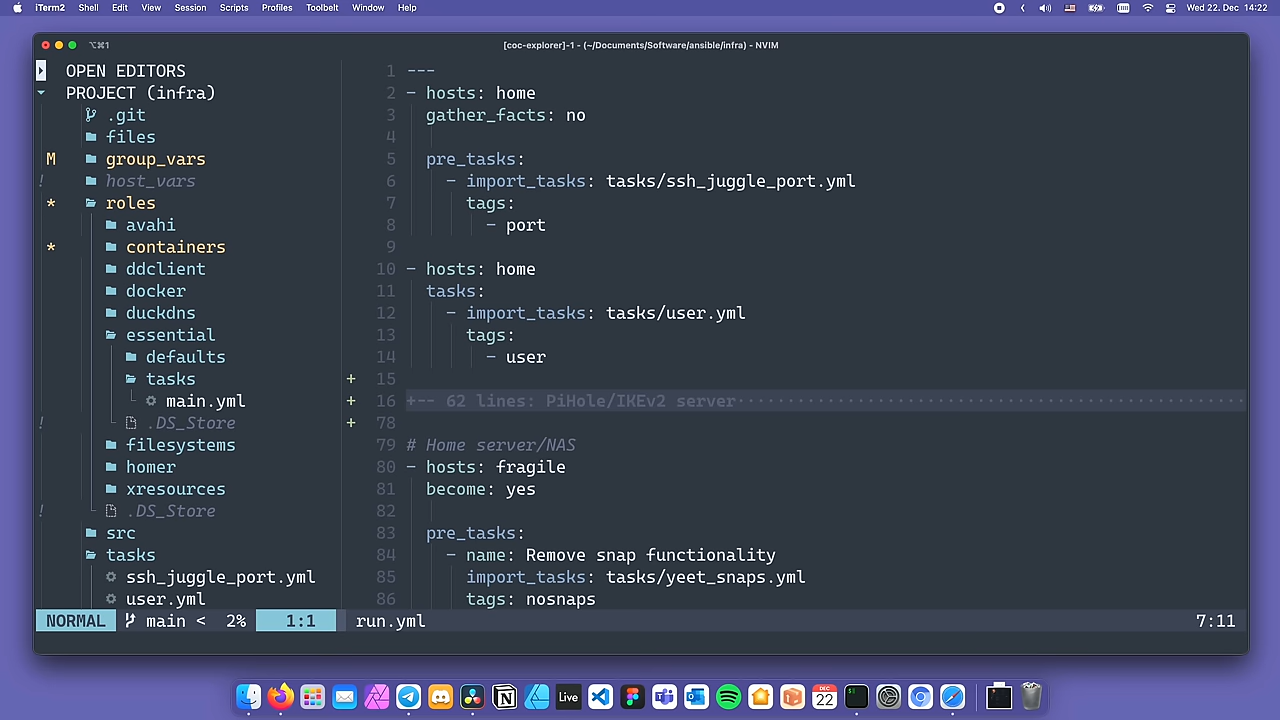 iTerm2 Shell Edit View Session Scripts Profiles Toolbelt Window Help Wed 22. Dec 14:22
⌥⌘1 [coc-explorer]-1 - (~/Documents/Software/ansible/infra) - NVIM
OPEN EDITORS
PROJECT (infra)
.git
files
M group_vars
! host_vars
* roles
avahi
* containers
ddclient
docker
duckdns
essential
defaults
tasks
main.yml
! .DS_Store
filesystems
homer
xresources
! .DS_Store
src
tasks
ssh_juggle_port.yml
user.yml
1 ---
2 - hosts: home
3 gather_facts: no
4
5 pre_tasks:
6 - import_tasks: tasks/ssh_juggle_port.yml
7 tags:
8 - port
9
10 - hosts: home
11 tasks:
12 - import_tasks: tasks/user.yml
13 tags:
14 - user
+ 15
+ 16 +-- 62 lines: PiHole/IKEv2 server··················································
+ 78
79 # Home server/NAS
80 - hosts: fragile
81 become: yes
82
83 pre_tasks:
84 - name: Remove snap functionality
85 import_tasks: tasks/yeet_snaps.yml
86 tags: nosnaps
NORMAL main < 2% 1:1 run.yml 7:11
Live
DEC
22